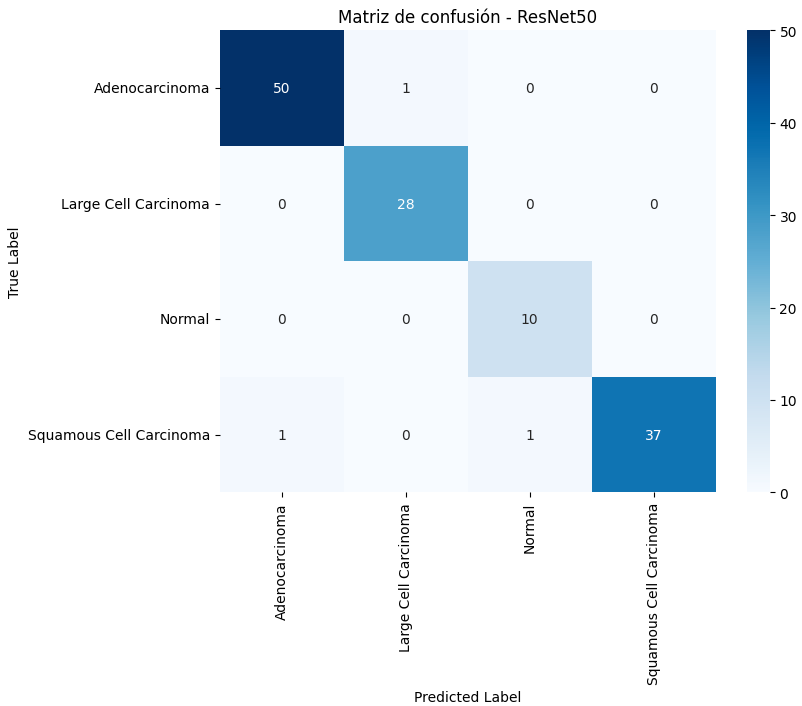 Matriz de confusión - ResNet50
True Label
Adenocarcinoma 50 1 0 0
Large Cell Carcinoma 0 28 0 0
Normal 0 0 10 0
Squamous Cell Carcinoma 1 0 1 37
Adenocarcinoma
Large Cell Carcinoma
Normal
Squamous Cell Carcinoma
Predicted Label
50
40
30
20
10
0